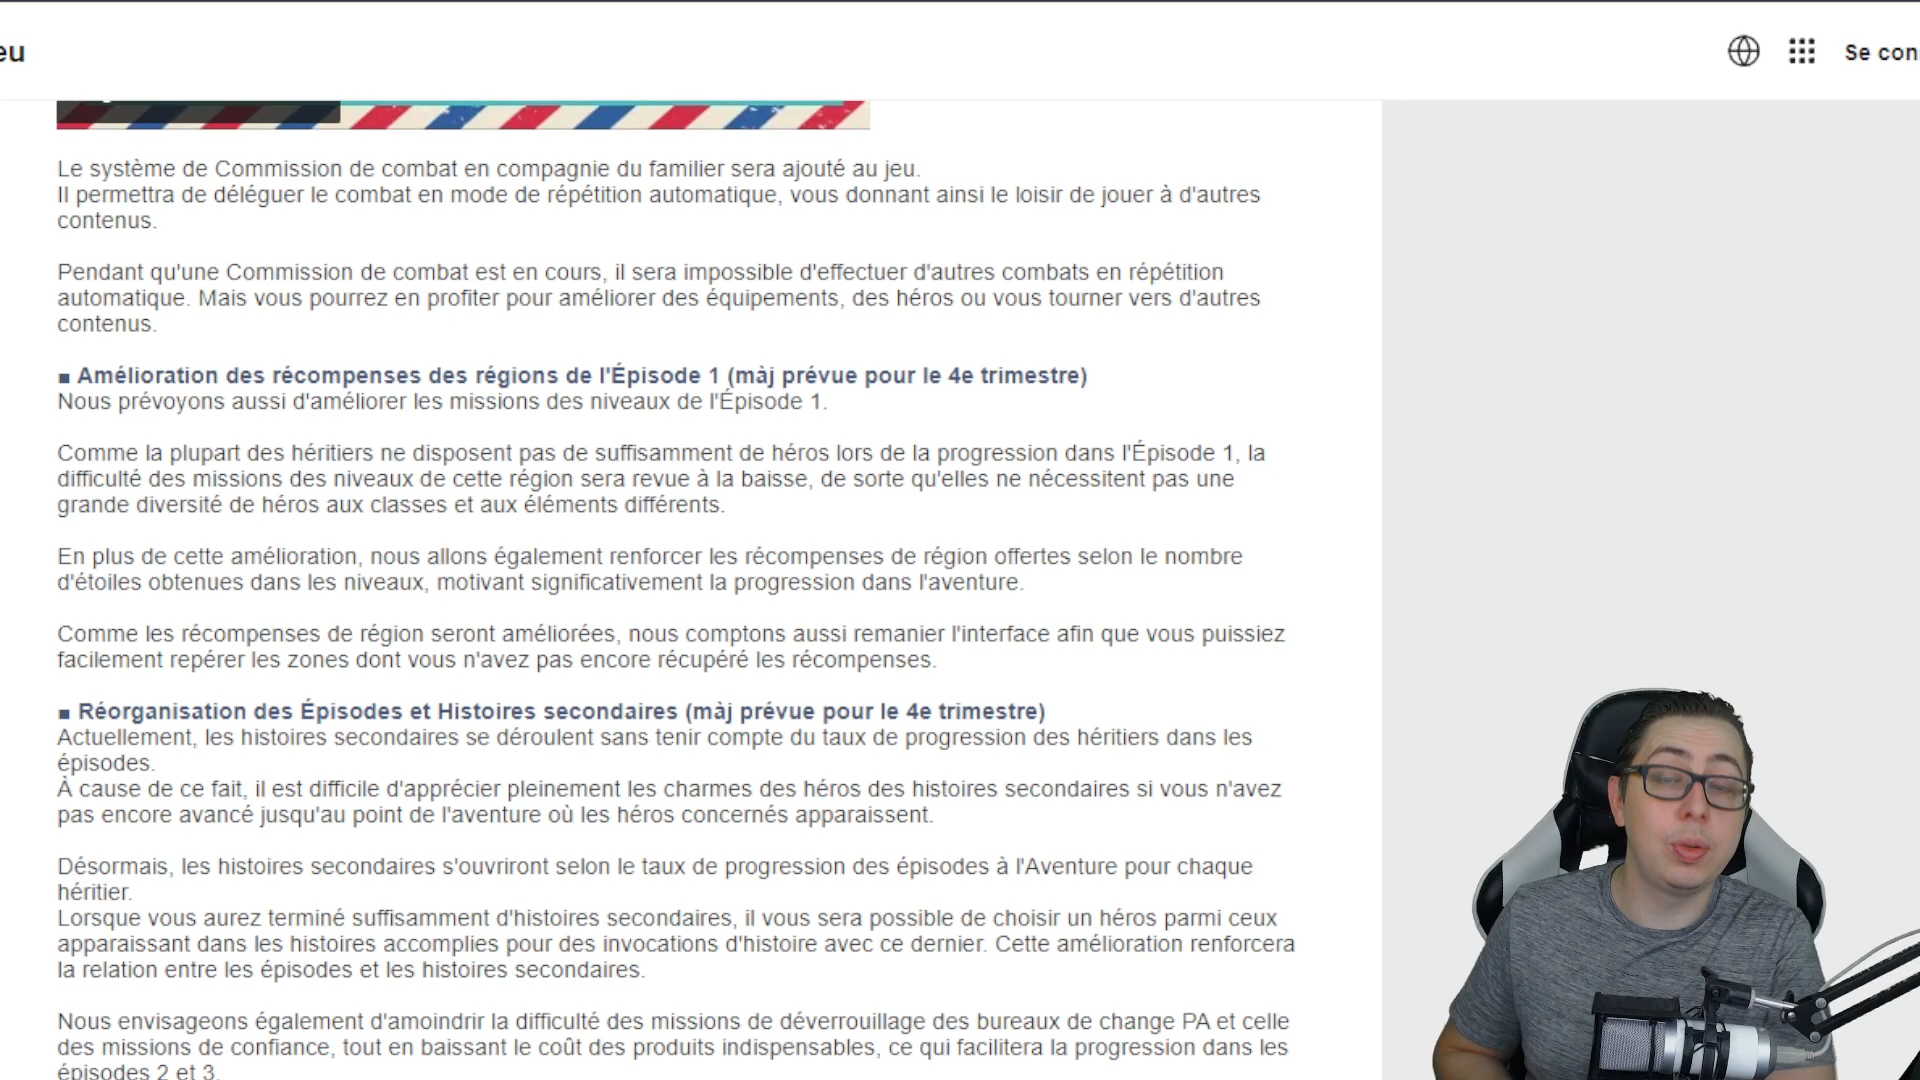 eu
Se con
Le système de Commission de combat en compagnie du familier sera ajouté au jeu.
Il permettra de déléguer le combat en mode de répétition automatique, vous donnant ainsi le loisir de jouer à d'autres
contenus.
Pendant qu'une Commission de combat est en cours, il sera impossible d'effectuer d'autres combats en répétition
automatique. Mais vous pourrez en profiter pour améliorer des équipements, des héros ou vous tourner vers d'autres
contenus.
■ Amélioration des récompenses des régions de l'Épisode 1 (màj prévue pour le 4e trimestre)
Nous prévoyons aussi d'améliorer les missions des niveaux de l'Épisode 1.
Comme la plupart des héritiers ne disposent pas de suffisamment de héros lors de la progression dans l'Épisode 1, la
difficulté des missions des niveaux de cette région sera revue à la baisse, de sorte qu'elles ne nécessitent pas une
grande diversité de héros aux classes et aux éléments différents.
En plus de cette amélioration, nous allons également renforcer les récompenses de région offertes selon le nombre
d'étoiles obtenues dans les niveaux, motivant significativement la progression dans l'aventure.
Comme les récompenses de région seront améliorées, nous comptons aussi remanier l'interface afin que vous puissiez
facilement repérer les zones dont vous n'avez pas encore récupéré les récompenses.
■ Réorganisation des Épisodes et Histoires secondaires (màj prévue pour le 4e trimestre)
Actuellement, les histoires secondaires se déroulent sans tenir compte du taux de progression des héritiers dans les
épisodes.
À cause de ce fait, il est difficile d'apprécier pleinement les charmes des héros des histoires secondaires si vous n'avez
pas encore avancé jusqu'au point de l'aventure où les héros concernés apparaissent.
Désormais, les histoires secondaires s'ouvriront selon le taux de progression des épisodes à l'Aventure pour chaque
héritier.
Lorsque vous aurez terminé suffisamment d'histoires secondaires, il vous sera possible de choisir un héros parmi ceux
apparaissant dans les histoires accomplies pour des invocations d'histoire avec ce dernier. Cette amélioration renforcera
la relation entre les épisodes et les histoires secondaires.
Nous envisageons également d'amoindrir la difficulté des missions de déverrouillage des bureaux de change PA et celle
des missions de confiance, tout en baissant le coût des produits indispensables, ce qui facilitera la progression dans les
épisodes 2 et 3.